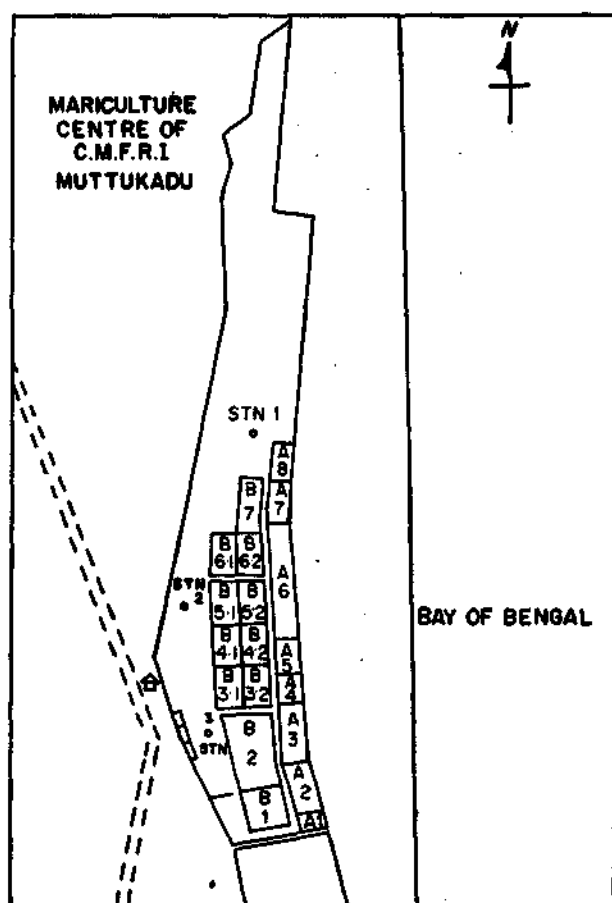 N
MARICULTURE
CENTRE OF
C.M.F.R.I
MUTTUKADU
STN 1
A
8
B
7
A
7
B
6·1
B
6·2
A
6
STN
2
B
5·1
B
5·2
BAY OF BENGAL
B
4·1
B
4·2
A
5
B
3·1
B
3·2
A
4
3
STN
B
2
A
3
A
2
B
1
A1